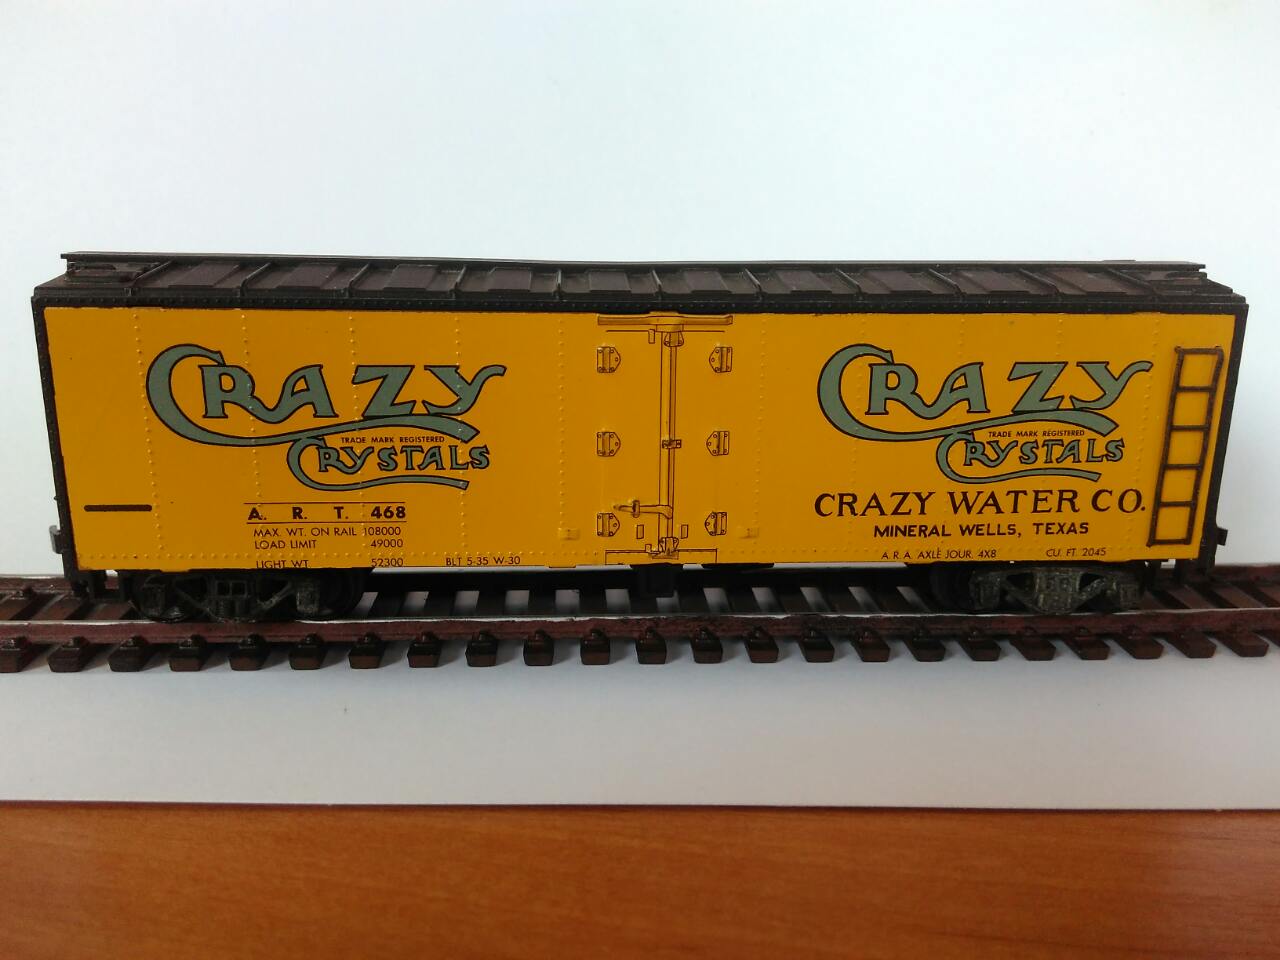 CRAZY
TRADE MARK REGISTERED
CRYSTALS
A. R. T. 468
MAX. WT. ON RAIL 108000
LOAD LIMIT 49000
LIGHT WT. 52300 BLT 5-35 W-30
CRAZY
TRADE MARK REGISTERED
CRYSTALS
CRAZY WATER CO.
MINERAL WELLS, TEXAS
A.R.A. AXLE JOUR. 4X8 CU. FT. 2045